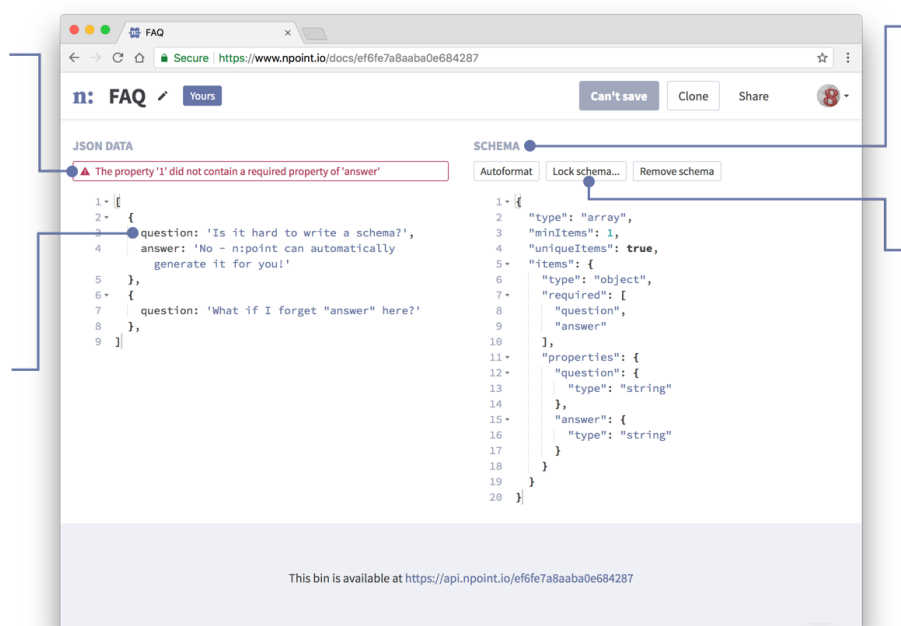 FAQ
Secure https://www.npoint.io/docs/ef6fe7a8aaba0e684287
n: FAQ Yours Can't save Clone Share
JSON DATA
The property '1' did not contain a required property of 'answer'
1 [
2 {
3 question: 'Is it hard to write a schema?',
4 answer: 'No – n:point can automatically
generate it for you!'
5 },
6 {
7 question: 'What if I forget "answer" here?'
8 },
9 ]
SCHEMA
Autoformat Lock schema... Remove schema
1 {
2 "type": "array",
3 "minItems": 1,
4 "uniqueItems": true,
5 "items": {
6 "type": "object",
7 "required": [
8 "question",
9 "answer"
10 ],
11 "properties": {
12 "question": {
13 "type": "string"
14 },
15 "answer": {
16 "type": "string"
17 }
18 }
19 }
20 }
This bin is available at https://api.npoint.io/ef6fe7a8aaba0e684287